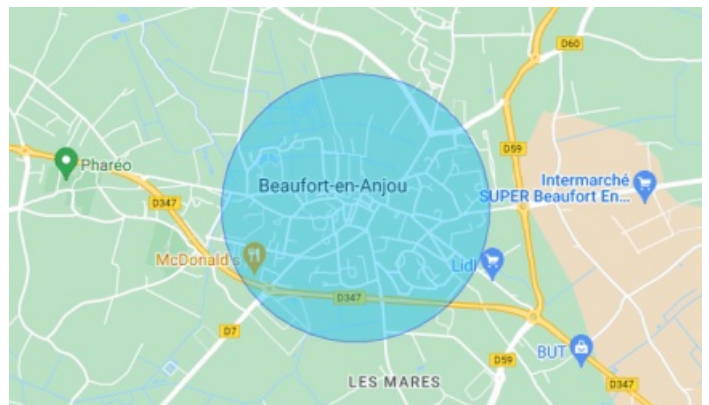 D60
D59
Pharéo
Beaufort-en-Anjou
Intermarché
SUPER Beaufort En...
D347
McDonald's
Lidl
D347
D7
BUT
D59
LES MARES
D347